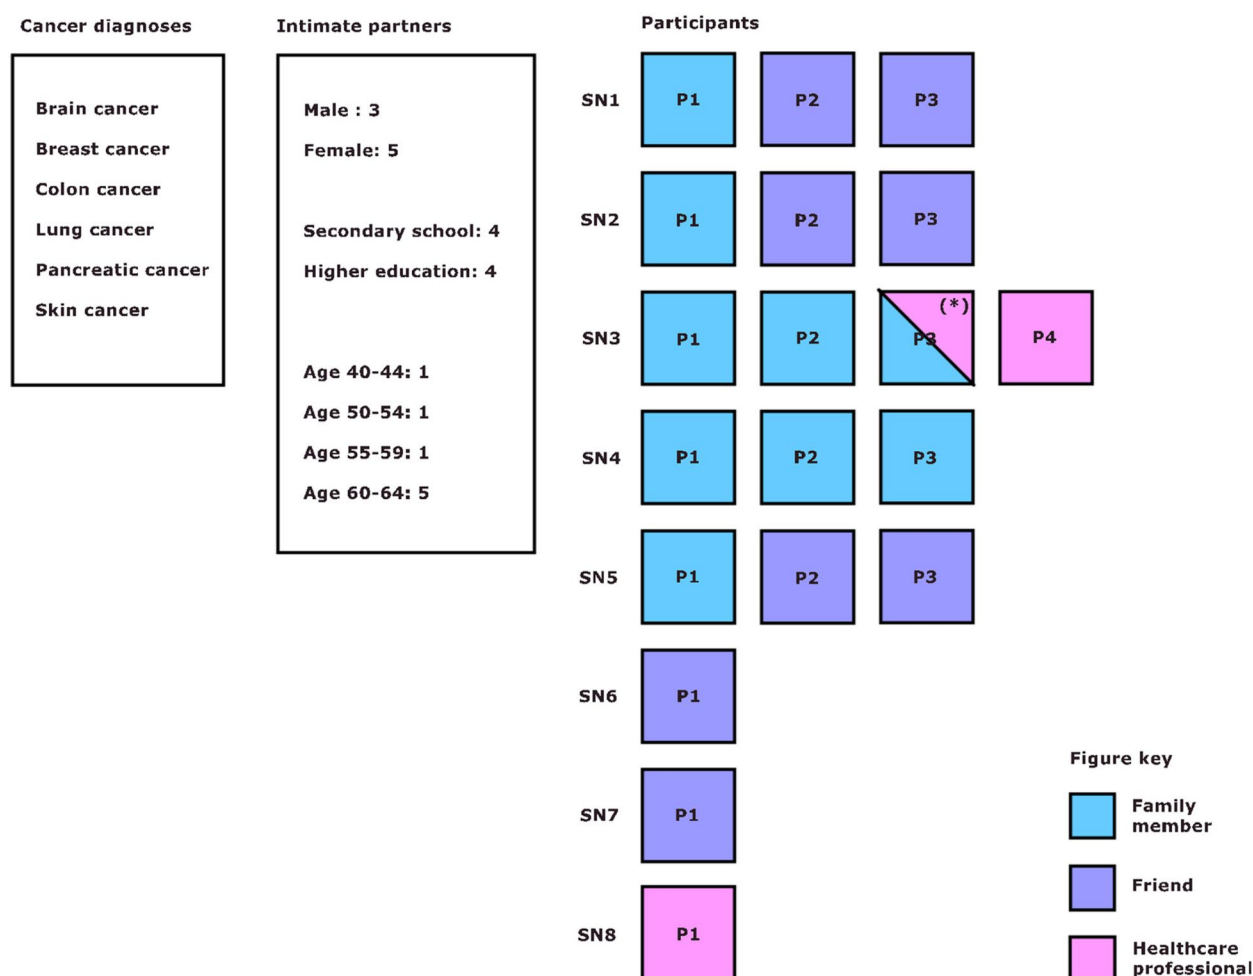 Cancer diagnoses
Brain cancer
Breast cancer
Colon cancer
Lung cancer
Pancreatic cancer
Skin cancer
Intimate partners
Male : 3
Female: 5
Secondary school: 4
Higher education: 4
Age 40-44: 1
Age 50-54: 1
Age 55-59: 1
Age 60-64: 5
Participants
SN1 P1 P2 P3
SN2 P1 P2 P3
SN3 P1 P2 P3 (*) P4
SN4 P1 P2 P3
SN5 P1 P2 P3
SN6 P1
SN7 P1
SN8 P1
Figure key
Family
member
Friend
Healthcare
professional